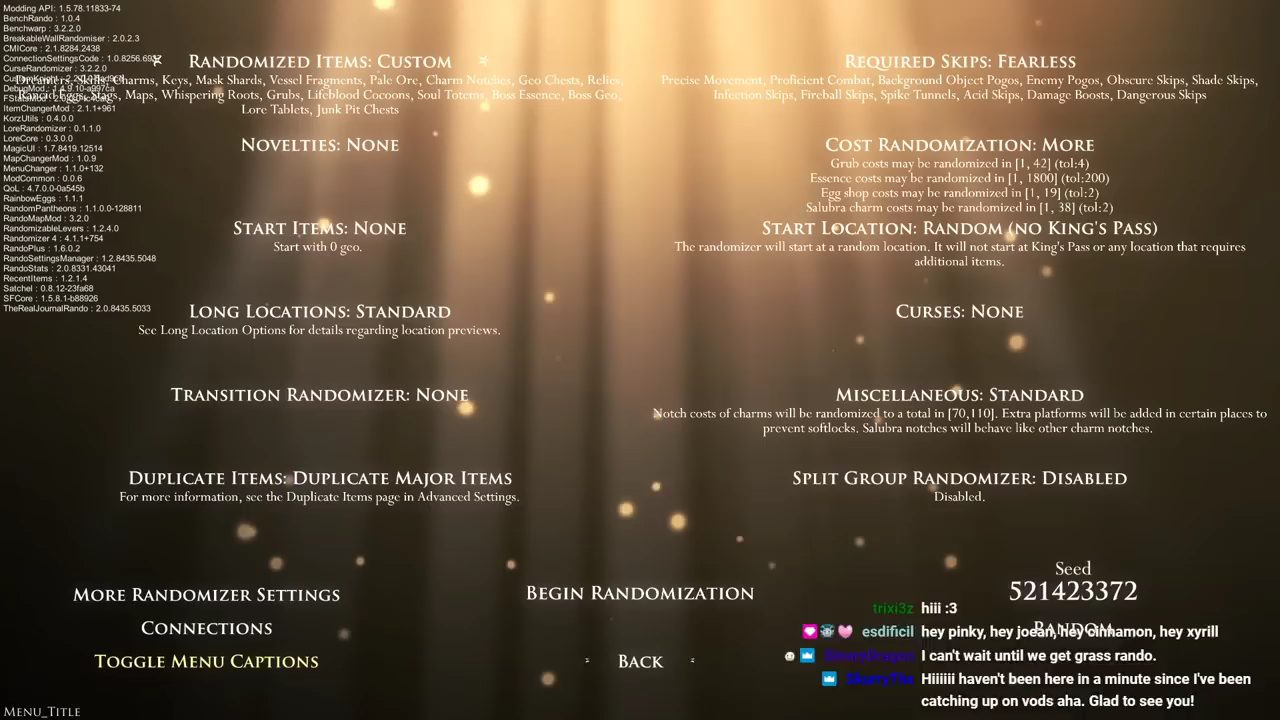 Modding API: 1.5.78.11833-74
BenchRando : 1.0.4
Benchwarp : 3.2.2.0
BreakableWallRandomiser : 2.0.2.3
CMICore : 2.1.8284.2438
ConnectionSettingsCode : 1.0.8256.6937
CurseRandomizer : 3.2.2.0
ItemChangerMod : 2.1.1+961
KorzUtils : 0.4.0.0
LoreRandomizer : 0.1.1.0
LoreCore : 0.3.0.0
MagicUI : 1.7.8419.12514
MapChangerMod : 1.0.9
MenuChanger : 1.1.0+132
ModCommon : 0.0.6
QoL : 4.7.0.0-0a545b
RainbowEggs : 1.1.1
RandomPantheons : 1.1.0.0-128811
RandoMapMod : 3.2.0
RandomizableLevers : 1.2.4.0
Randomizer 4 : 4.1.1+754
RandoPlus : 1.6.0.2
RandoSettingsManager : 1.2.8435.5048
RandoStats : 2.0.8331.43041
RecentItems : 1.2.1.4
Satchel : 0.8.12-23fa68
SFCore : 1.5.8.1-b88926
TheRealJournalRando : 2.0.8435.5033
Randomized Items: Custom
Dreamers, Skills, Charms, Keys, Mask Shards, Vessel Fragments, Pale Ore, Charm Notches, Geo Chests, Relics,
Rancid Eggs, Stags, Maps, Whispering Roots, Grubs, Lifeblood Cocoons, Soul Totems, Boss Essence, Boss Geo,
Lore Tablets, Junk Pit Chests
Required Skips: Fearless
Precise Movement, Proficient Combat, Background Object Pogos, Enemy Pogos, Obscure Skips, Shade Skips,
Infection Skips, Fireball Skips, Spike Tunnels, Acid Skips, Damage Boosts, Dangerous Skips
Novelties: None
Cost Randomization: More
Grub costs may be randomized in [1, 42] (tol:4)
Essence costs may be randomized in [1, 1800] (tol:200)
Egg shop costs may be randomized in [1, 19] (tol:2)
Salubra charm costs may be randomized in [1, 38] (tol:2)
Start Items: None
Start with 0 geo.
Start Location: Random (no King's Pass)
The randomizer will start at a random location. It will not start at King's Pass or any location that requires
additional items.
Long Locations: Standard
See Long Location Options for details regarding location previews.
Curses: None
Transition Randomizer: None
Miscellaneous: Standard
Notch costs of charms will be randomized to a total in [70,110]. Extra platforms will be added in certain places to
prevent softlocks. Salubra notches will behave like other charm notches.
Duplicate Items: Duplicate Major Items
For more information, see the Duplicate Items page in Advanced Settings.
Split Group Randomizer: Disabled
Disabled.
More Randomizer Settings
Connections
Toggle Menu Captions
Begin Randomization
Back
Seed
521423372
Random
trixi3z hiii :3
esdificil hey pinky, hey joean, hey cinnamon, hey xyrill
BinaryDragon I can't wait until we get grass rando.
SkurryTha Hiiiiii haven't been here in a minute since I've been
catching up on vods aha. Glad to see you!
Menu_Title